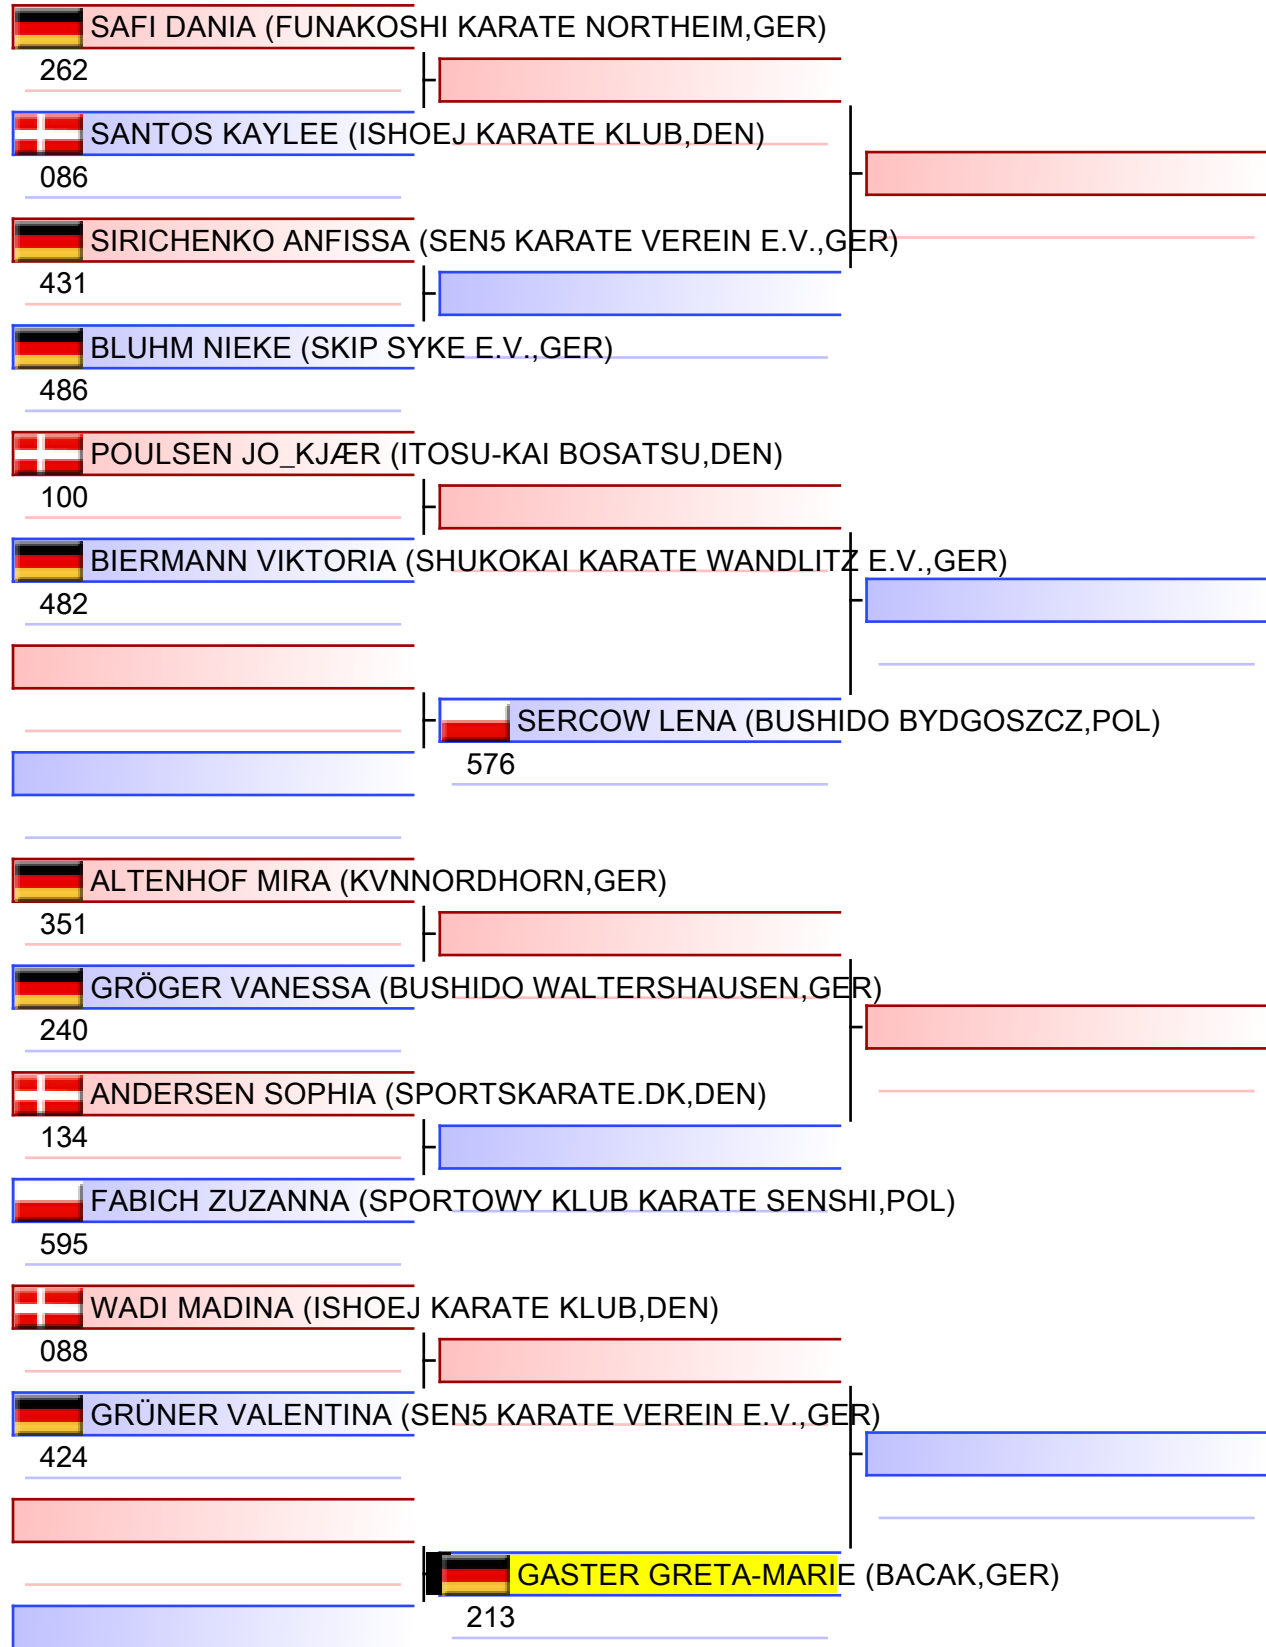 SAFI DANIA (FUNAKOSHI KARATE NORTHEIM,GER)
262
SANTOS KAYLEE (ISHOEJ KARATE KLUB,DEN)
086
SIRICHENKO ANFISSA (SEN5 KARATE VEREIN E.V.,GER)
431
BLUHM NIEKE (SKIP SYKE E.V.,GER)
486
POULSEN JO_KJÆR (ITOSU-KAI BOSATSU,DEN)
100
BIERMANN VIKTORIA (SHUKOKAI KARATE WANDLITZ E.V.,GER)
482
SERCOW LENA (BUSHIDO BYDGOSZCZ,POL)
576
ALTENHOF MIRA (KVNNORDHORN,GER)
351
GRÖGER VANESSA (BUSHIDO WALTERSHAUSEN,GER)
240
ANDERSEN SOPHIA (SPORTSKARATE.DK,DEN)
134
FABICH ZUZANNA (SPORTOWY KLUB KARATE SENSHI,POL)
595
WADI MADINA (ISHOEJ KARATE KLUB,DEN)
088
GRÜNER VALENTINA (SEN5 KARATE VEREIN E.V.,GER)
424
GASTER GRETA-MARIE (BACAK,GER)
213